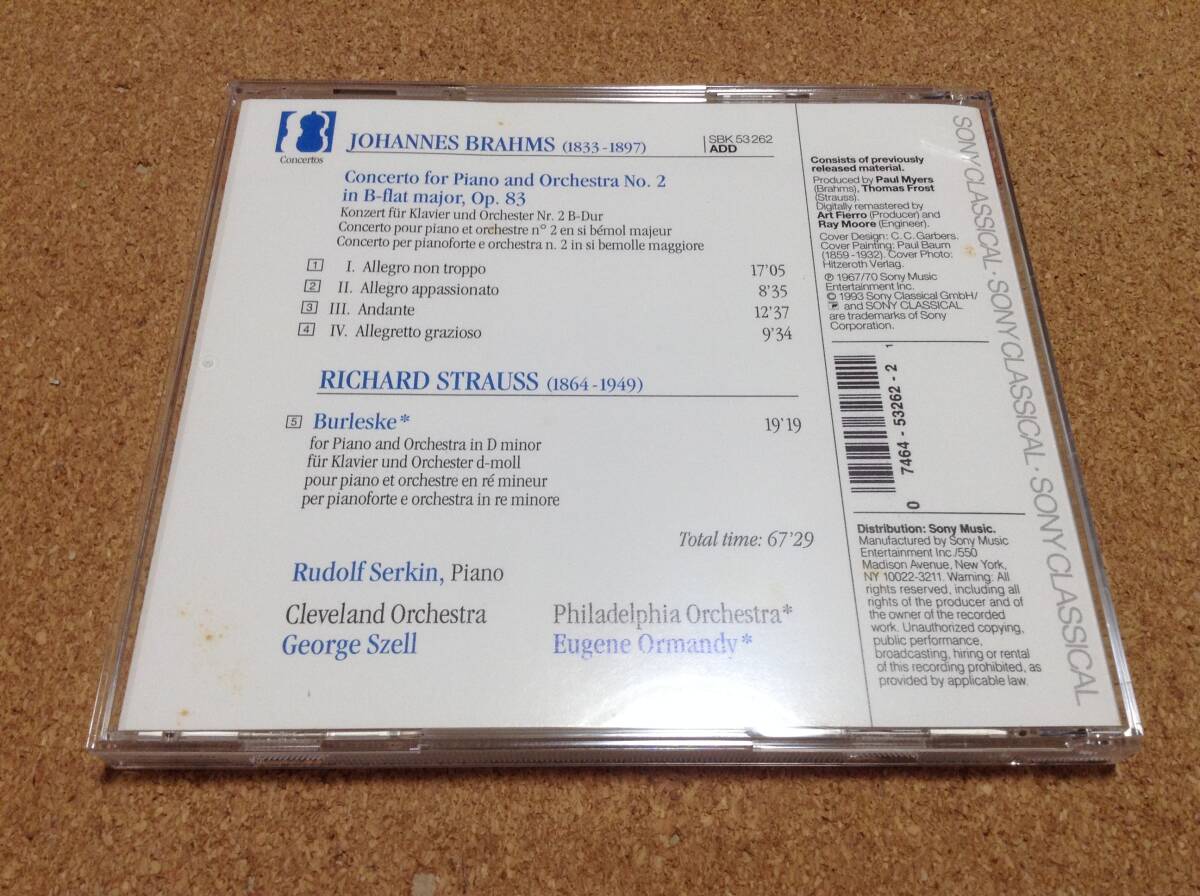 Concertos
JOHANNES BRAHMS (1833-1897)
SBK 53262
ADD
Concerto for Piano and Orchestra No. 2
in B-flat major, Op. 83
Konzert für Klavier und Orchester Nr. 2 B-Dur
Concerto pour piano et orchestre n° 2 en si bémol majeur
Concerto per pianoforte e orchestra n. 2 in si bemolle maggiore
1 I. Allegro non troppo 17'05
2 II. Allegro appassionato 8'35
3 III. Andante 12'37
4 IV. Allegretto grazioso 9'34
RICHARD STRAUSS (1864-1949)
5 Burleske* 19'19
for Piano and Orchestra in D minor
für Klavier und Orchester d-moll
pour piano et orchestre en ré mineur
per pianoforte e orchestra in re minore
Total time: 67'29
Rudolf Serkin, Piano
Cleveland Orchestra
George Szell
Philadelphia Orchestra*
Eugene Ormandy*
Consists of previously
released material.
Produced by Paul Myers
(Brahms), Thomas Frost
(Strauss).
Digitally remastered by
Art Fierro (Producer) and
Ray Moore (Engineer).
Cover Design: C. C. Garbers.
Cover Painting: Paul Baum
(1859-1932). Cover Photo:
Hitzeroth Verlag.
℗ 1967/70 Sony Music
Entertainment Inc.
© 1993 Sony Classical GmbH/
and SONY CLASSICAL
are trademarks of Sony
Corporation.
0 7464-53262-2 1
Distribution: Sony Music.
Manufactured by Sony Music
Entertainment Inc./550
Madison Avenue, New York,
NY 10022-3211. Warning: All
rights reserved, including all
rights of the producer and of
the owner of the recorded
work. Unauthorized copying,
public performance,
broadcasting, hiring or rental
of this recording prohibited, as
provided by applicable law.
SONY CLASSICAL · SONY CLASSICAL · SONY CLASSICAL